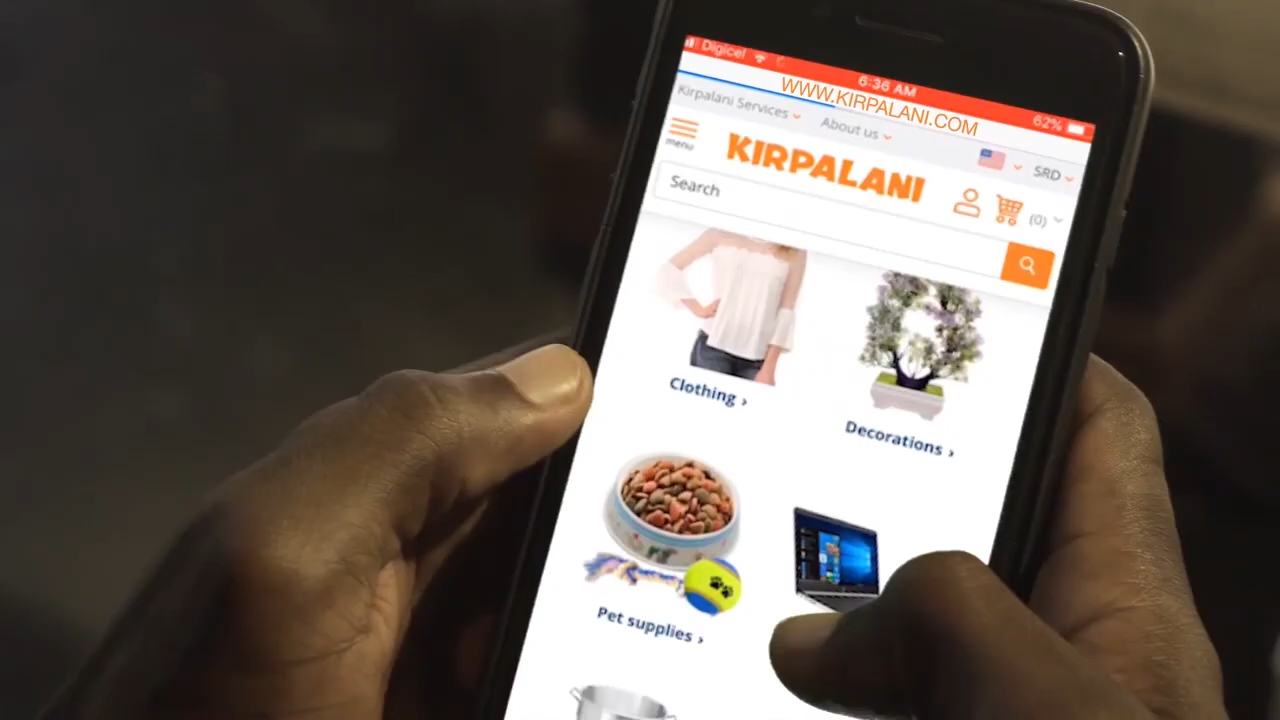 Digicel 6:36 AM 62%
WWW.KIRPALANI.COM
Kirpalani Services About us SRD
menu KIRPALANI (0)
Search
Clothing ›
Decorations ›
Pet supplies ›